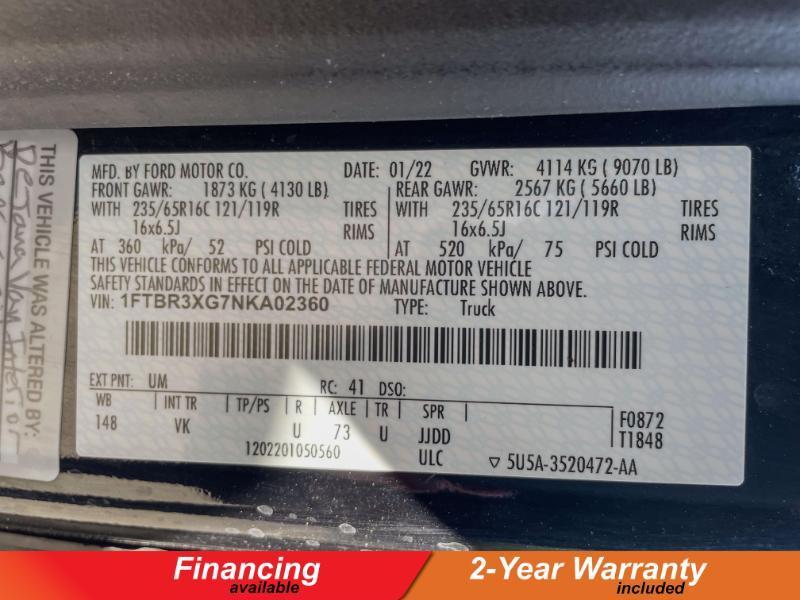 THIS VEHICLE WAS ALTERED BY:
DeJana Van Interior
MFD. BY FORD MOTOR CO. DATE: 01/22 GVWR: 4114 KG ( 9070 LB)
FRONT GAWR: 1873 KG ( 4130 LB) REAR GAWR: 2567 KG ( 5660 LB)
WITH 235/65R16C 121/119R TIRES WITH 235/65R16C 121/119R TIRES
16x6.5J RIMS 16x6.5J RIMS
AT 360 kPa/ 52 PSI COLD AT 520 kPa/ 75 PSI COLD
THIS VEHICLE CONFORMS TO ALL APPLICABLE FEDERAL MOTOR VEHICLE
SAFETY STANDARDS IN EFFECT ON THE DATE OF MANUFACTURE SHOWN ABOVE.
VIN: 1FTBR3XG7NKA02360 TYPE: Truck
EXT PNT: UM RC: 41 DSO:
WB INT TR TP/PS R AXLE TR SPR F0872
148 VK U 73 U JJDD T1848
1202201050560 ULC ▽ 5U5A-3520472-AA
Financing available
2-Year Warranty included